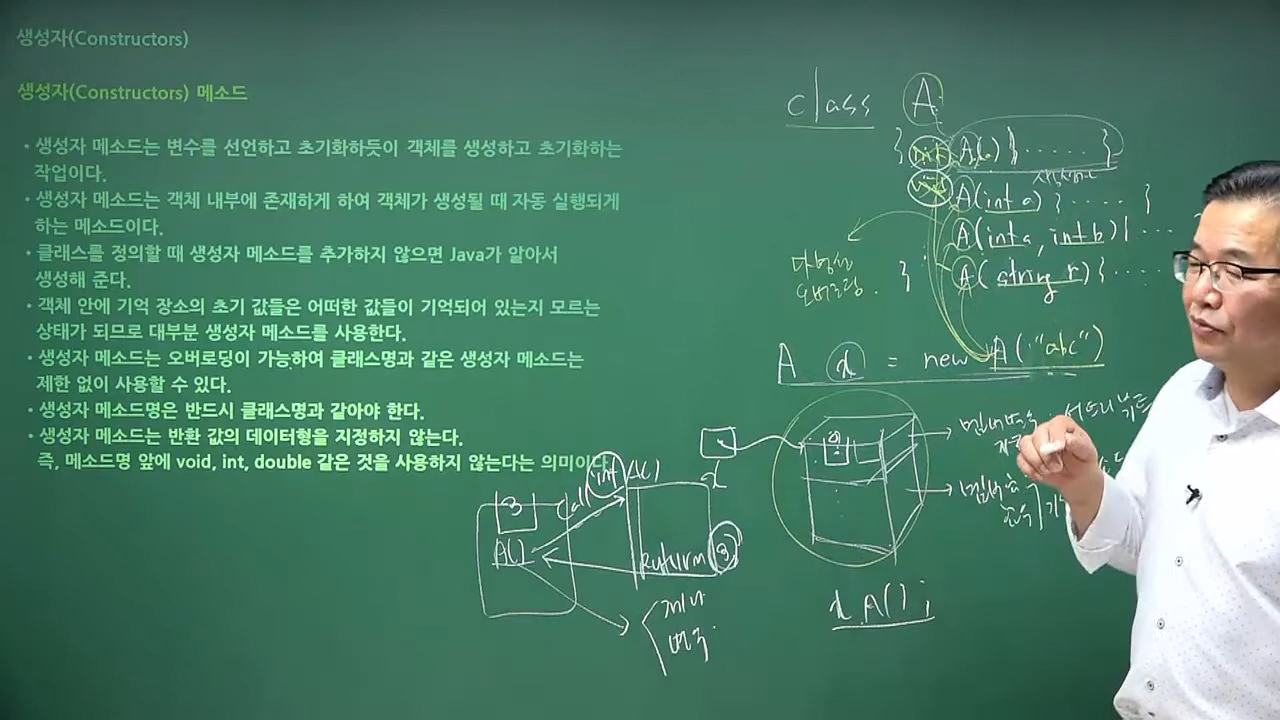 생성자(Constructors)
생성자(Constructors) 메소드
• 생성자 메소드는 변수를 선언하고 초기화하듯이 객체를 생성하고 초기화하는
작업이다.
• 생성자 메소드는 객체 내부에 존재하게 하여 객체가 생성될 때 자동 실행되게
하는 메소드이다.
• 클래스를 정의할 때 생성자 메소드를 추가하지 않으면 Java가 알아서
생성해 준다.
• 객체 안에 기억 장소의 초기 값들은 어떠한 값들이 기억되어 있는지 모르는
상태가 되므로 대부분 생성자 메소드를 사용한다.
• 생성자 메소드는 오버로딩이 가능하여 클래스명과 같은 생성자 메소드는
제한 없이 사용할 수 있다.
• 생성자 메소드명은 반드시 클래스명과 같아야 한다.
• 생성자 메소드는 반환 값의 데이터형을 지정하지 않는다.
즉, 메소드명 앞에 void, int, double 같은 것을 사용하지 않는다는 의미이다
class A
} int A( ) { ...... }
void A(int a) } ..... }
A(int a, int b) { ...
} A(string r) { ....
다형성
오버로딩.
A d = new A("abc")
call int A()
d
3
A()
Return 3
d.A();